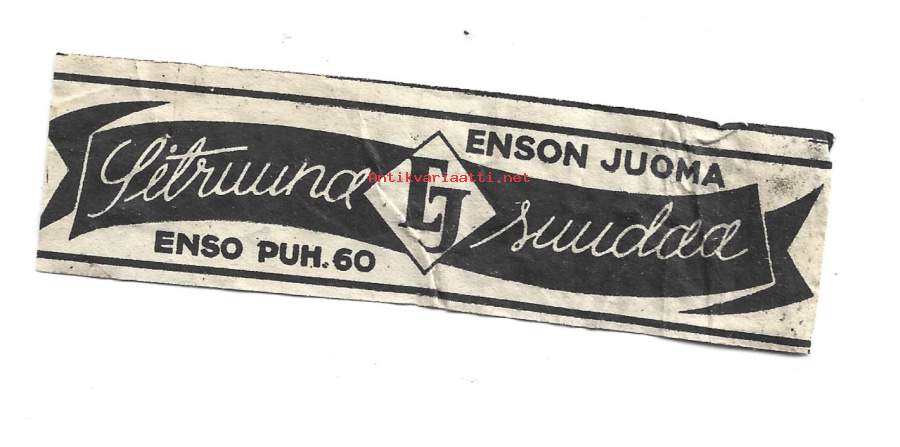 ENSON JUOMA
Sitruuna EJ suudaa
Antikvariaatti.net
ENSO PUH. 60